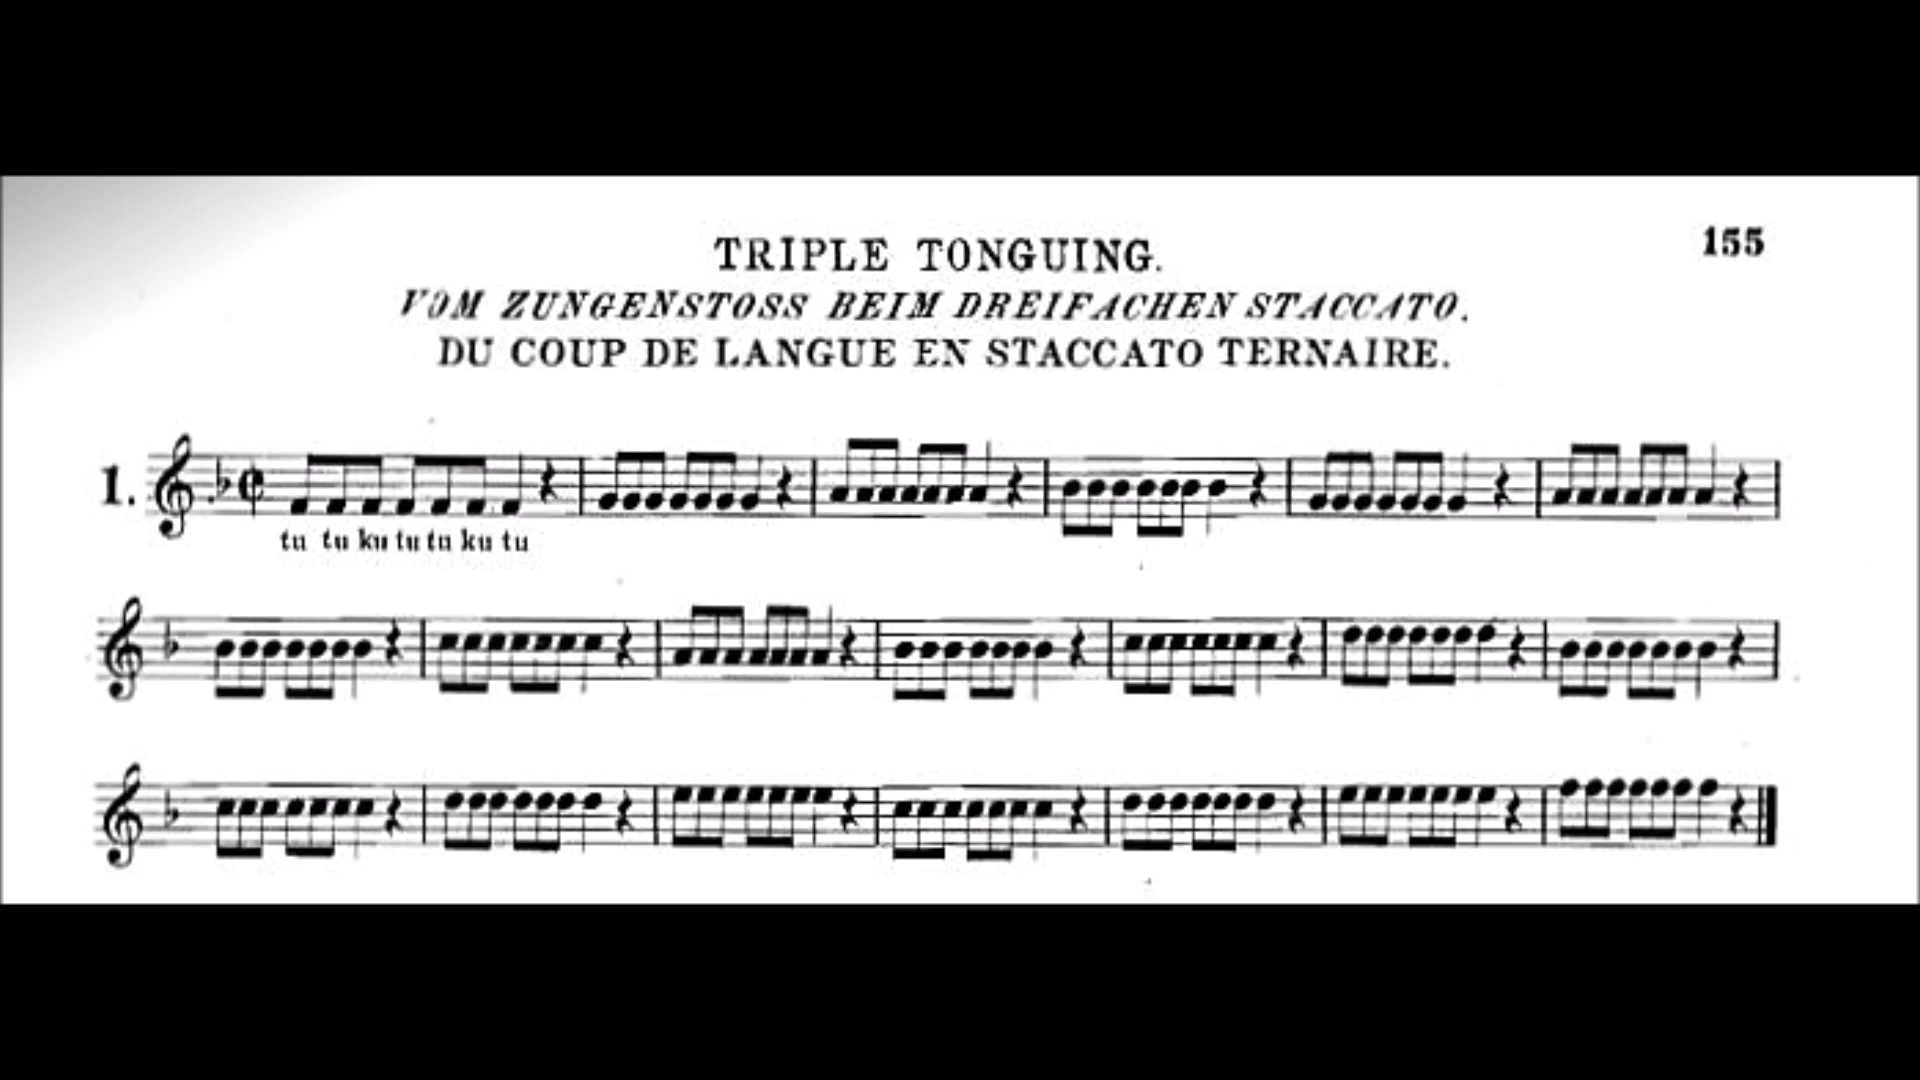 155
TRIPLE TONGUING.
VOM ZUNGENSTOSS BEIM DREIFACHEN STACCATO.
DU COUP DE LANGUE EN STACCATO TERNAIRE.
1.
tu tu ku tu tu ku tu